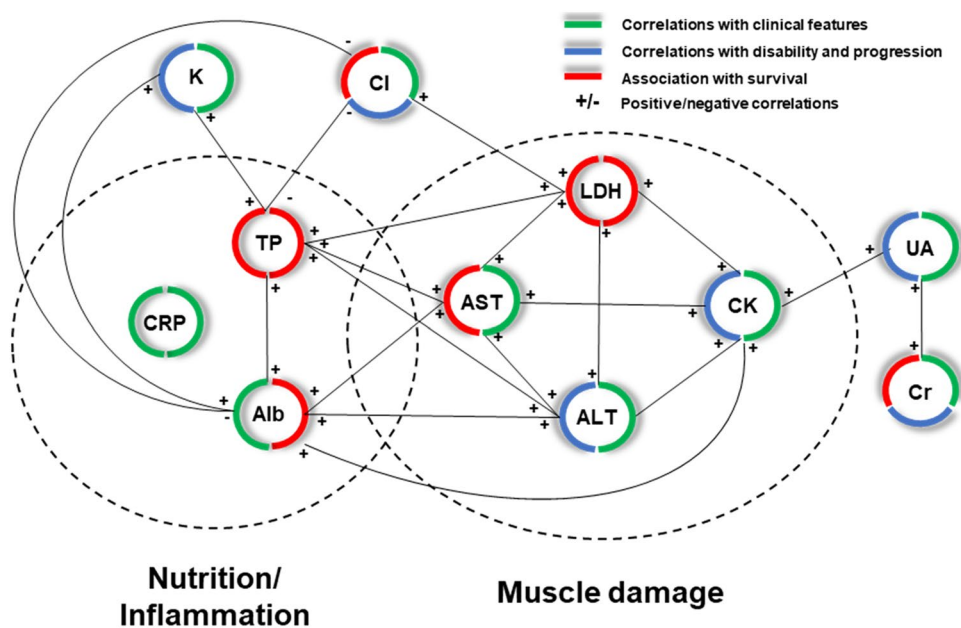 Correlations with clinical features
Correlations with disability and progression
Association with survival
+/- Positive/negative correlations
K
+
+
Cl
-
-
+
LDH
+
+
+
+
+
TP
+
-
+
+
+
+
CRP
Alb
+
+
-
+
+
+
AST
+
+
+
+
+
CK
+
+
+
+
+
ALT
+
+
+
UA
+
+
Cr
+
Nutrition/
Inflammation
Muscle damage